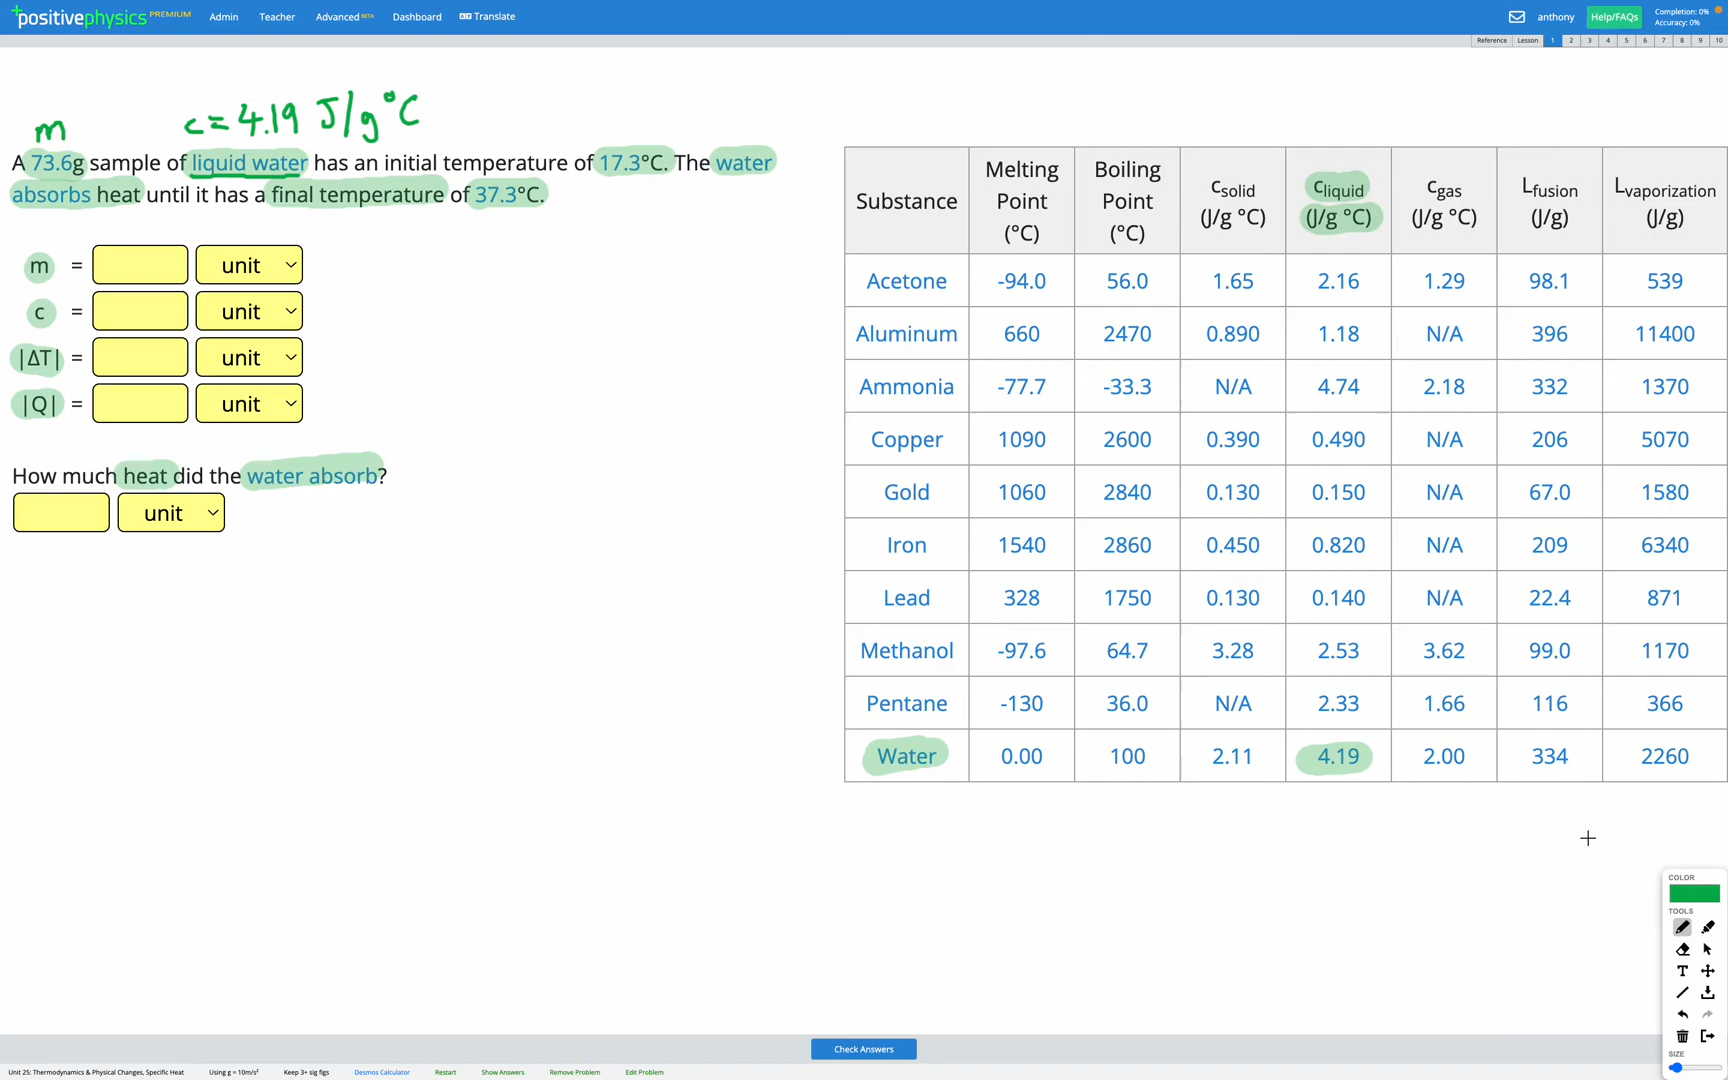 positivephysics PREMIUM Admin Teacher Advanced BETA Dashboard Translate anthony Help/FAQs Completion: 0%
Accuracy: 0%
Reference Lesson 1 2 3 4 5 6 7 8 9 10
m c = 4.19 J/g °C
A 73.6g sample of liquid water has an initial temperature of 17.3°C. The water
absorbs heat until it has a final temperature of 37.3°C.
m = unit
c = unit
|ΔT| = unit
|Q| = unit
How much heat did the water absorb?
unit
Substance Melting Point (°C) Boiling Point (°C) csolid (J/g °C) cliquid (J/g °C) cgas (J/g °C) Lfusion (J/g) Lvaporization (J/g)
Acetone -94.0 56.0 1.65 2.16 1.29 98.1 539
Aluminum 660 2470 0.890 1.18 N/A 396 11400
Ammonia -77.7 -33.3 N/A 4.74 2.18 332 1370
Copper 1090 2600 0.390 0.490 N/A 206 5070
Gold 1060 2840 0.130 0.150 N/A 67.0 1580
Iron 1540 2860 0.450 0.820 N/A 209 6340
Lead 328 1750 0.130 0.140 N/A 22.4 871
Methanol -97.6 64.7 3.28 2.53 3.62 99.0 1170
Pentane -130 36.0 N/A 2.33 1.66 116 366
Water 0.00 100 2.11 4.19 2.00 334 2260
COLOR
TOOLS
T
SIZE
Check Answers
Unit 25: Thermodynamics & Physical Changes, Specific Heat Using g = 10m/s² Keep 3+ sig figs Desmos Calculator Restart Show Answers Remove Problem Edit Problem